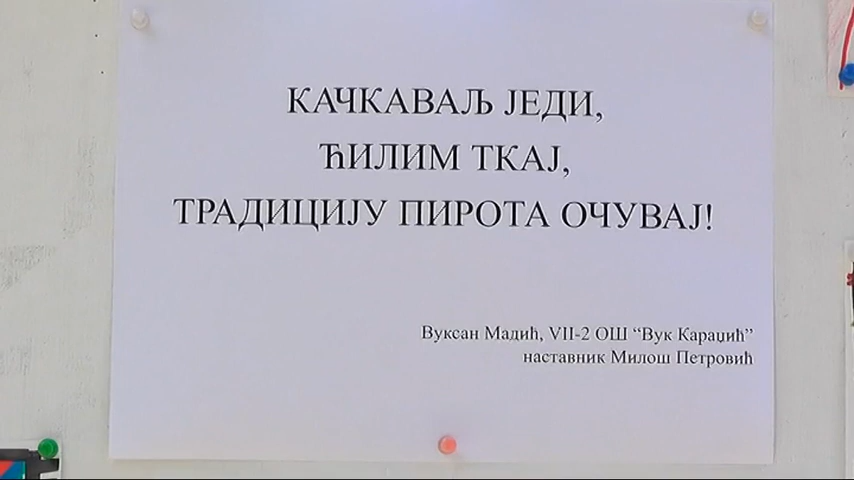 КАЧКАВАЉ ЈЕДИ,
ЋИЛИМ ТКАЈ,
ТРАДИЦИЈУ ПИРОТА ОЧУВАЈ!
Вуксан Мадић, VII-2 ОШ “Вук Караџић”
наставник Милош Петровић